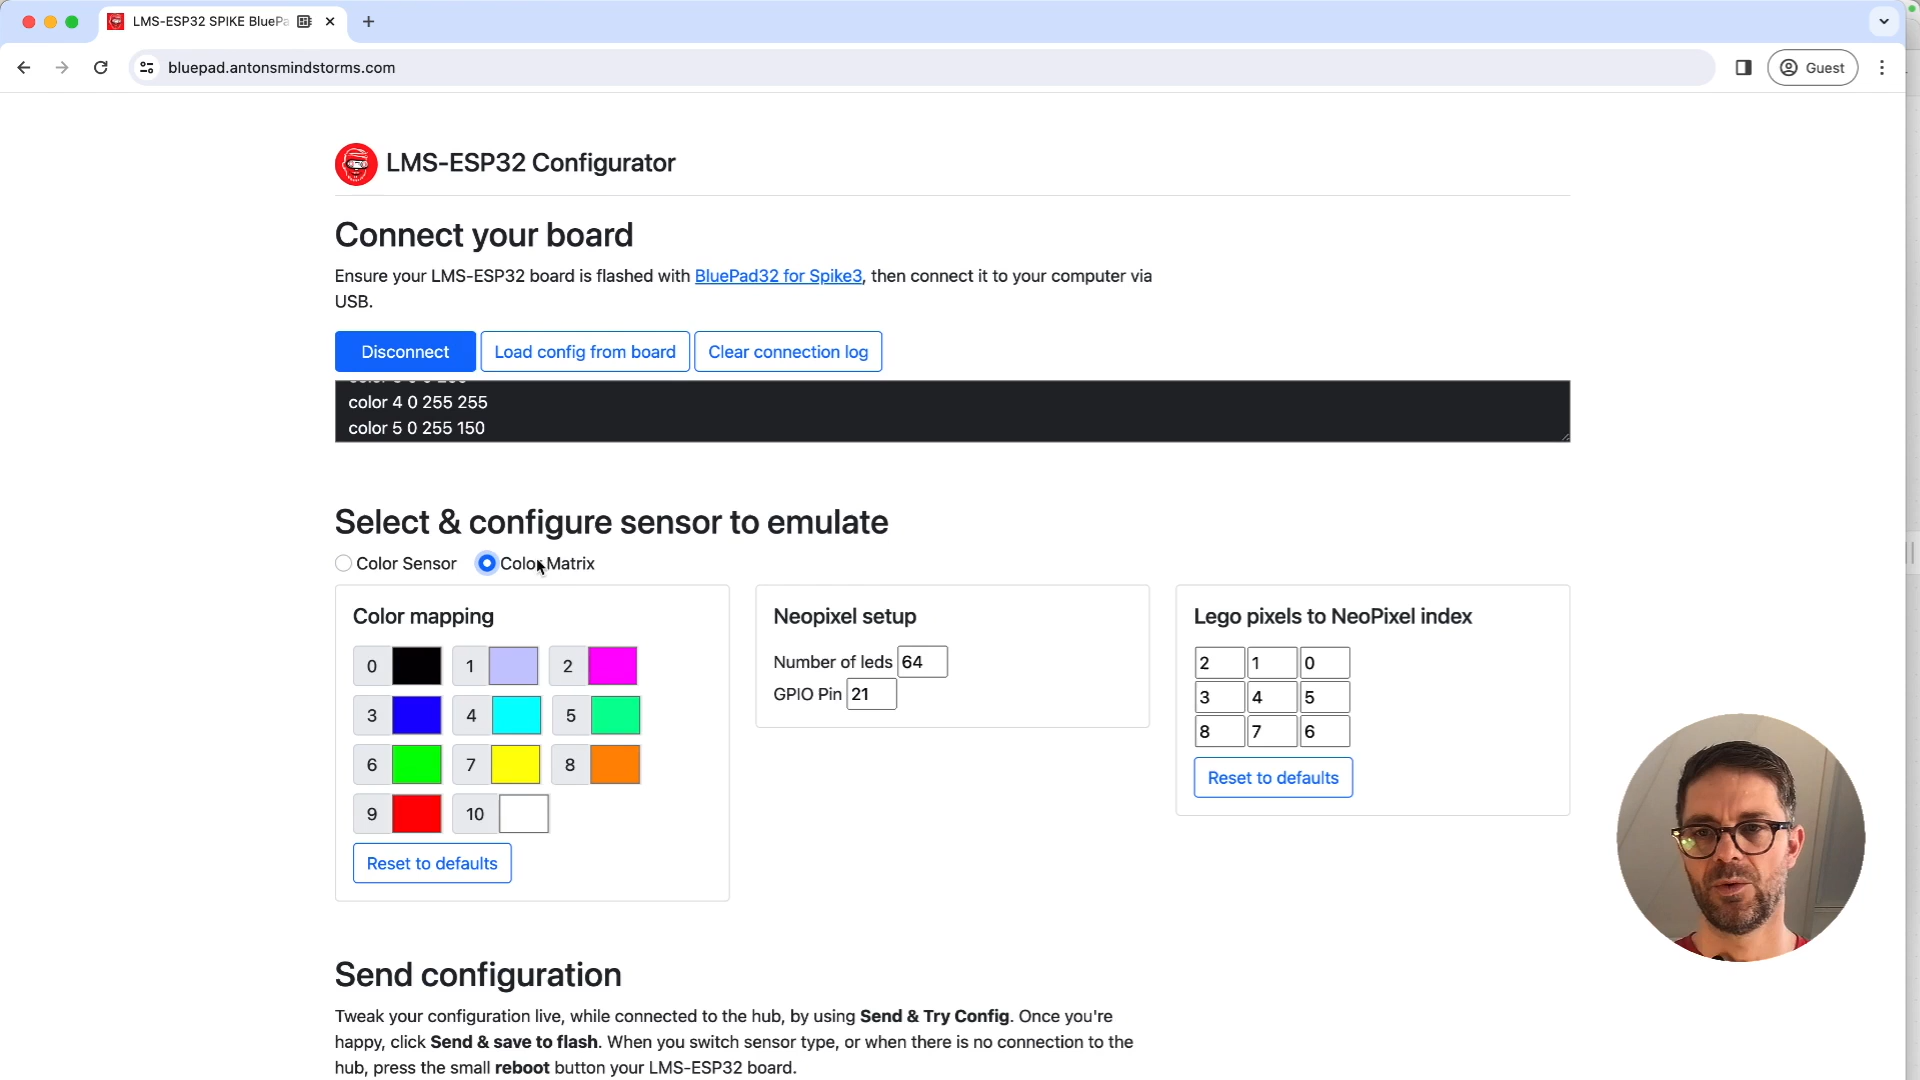 LMS-ESP32 SPIKE BluePa
bluepad.antonsmindstorms.com
Guest
LMS-ESP32 Configurator
Connect your board
Ensure your LMS-ESP32 board is flashed with BluePad32 for Spike3, then connect it to your computer via
USB.
Disconnect
Load config from board
Clear connection log
color 4 0 255 255
color 5 0 255 150
Select & configure sensor to emulate
Color Sensor
Color Matrix
Color mapping
0 1 2
3 4 5
6 7 8
9 10
Reset to defaults
Neopixel setup
Number of leds 64
GPIO Pin 21
Lego pixels to NeoPixel index
2 1 0
3 4 5
8 7 6
Reset to defaults
Send configuration
Tweak your configuration live, while connected to the hub, by using Send & Try Config. Once you're
happy, click Send & save to flash. When you switch sensor type, or when there is no connection to the
hub, press the small reboot button your LMS-ESP32 board.